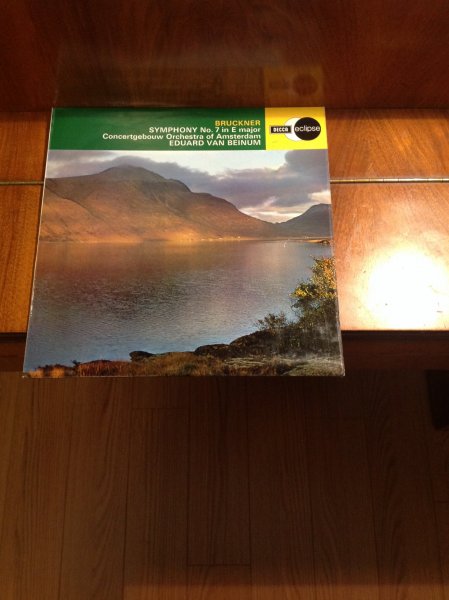 BRUCKNER
SYMPHONY No. 7 in E major
Concertgebouw Orchestra of Amsterdam
EDUARD VAN BEINUM
DECCA eclipse